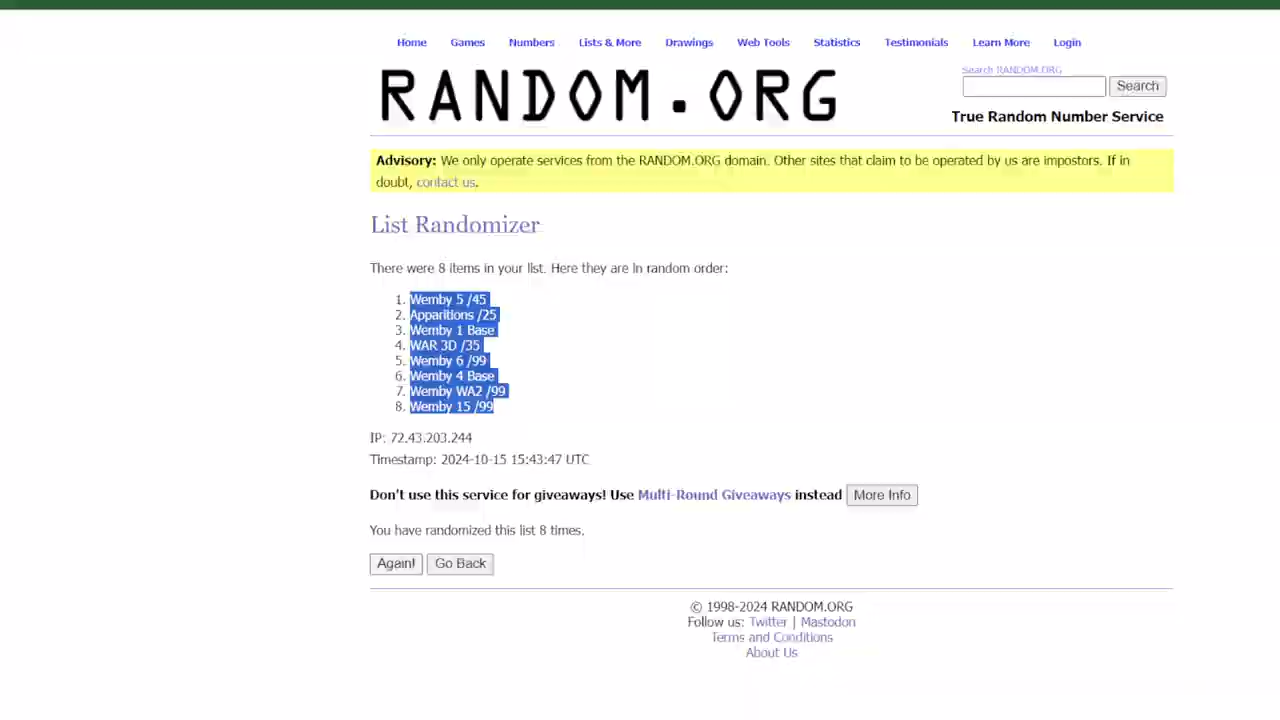 Home Games Numbers Lists & More Drawings Web Tools Statistics Testimonials Learn More Login
RANDOM.ORG
Search RANDOM.ORG
Search
True Random Number Service
Advisory: We only operate services from the RANDOM.ORG domain. Other sites that claim to be operated by us are impostors. If in
doubt, contact us.
List Randomizer
There were 8 items in your list. Here they are in random order:
1. Wemby 5 /45
2. Apparitions /25
3. Wemby 1 Base
4. WAR 3D /35
5. Wemby 6 /99
6. Wemby 4 Base
7. Wemby WA2 /99
8. Wemby 15 /99
IP: 72.43.203.244
Timestamp: 2024-10-15 15:43:47 UTC
Don't use this service for giveaways! Use Multi-Round Giveaways instead More Info
You have randomized this list 8 times.
Again! Go Back
© 1998-2024 RANDOM.ORG
Follow us: Twitter | Mastodon
Terms and Conditions
About Us